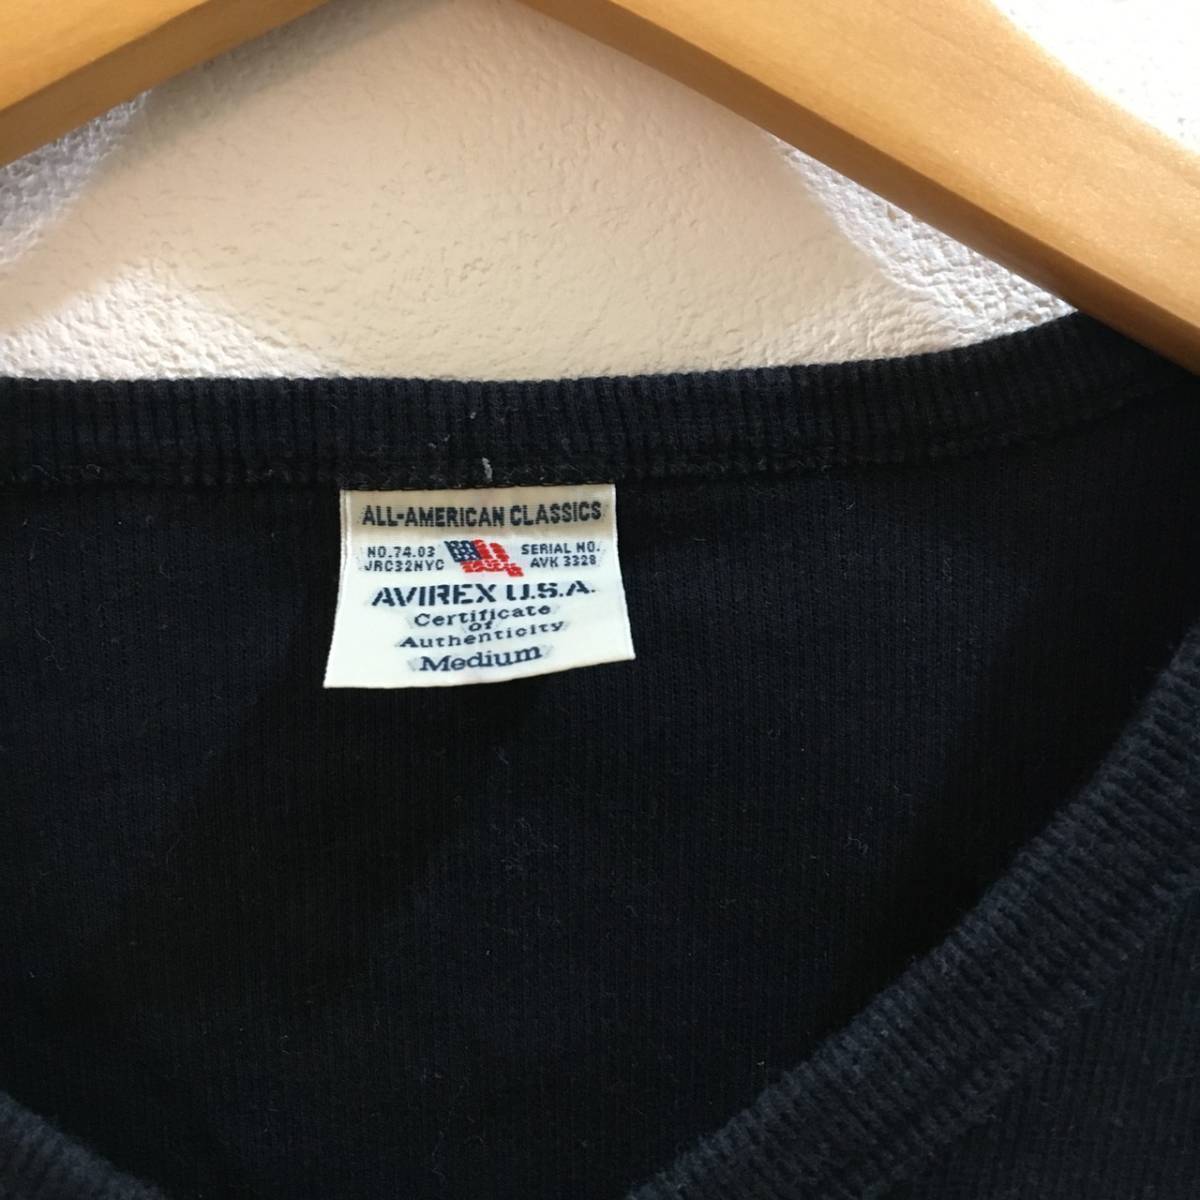 ALL-AMERICAN CLASSICS
NO.74.03
JRC32NYC
SERIAL NO.
AVK 3328
AVIREX U.S.A.
Certificate
of
Authenticity
Medium